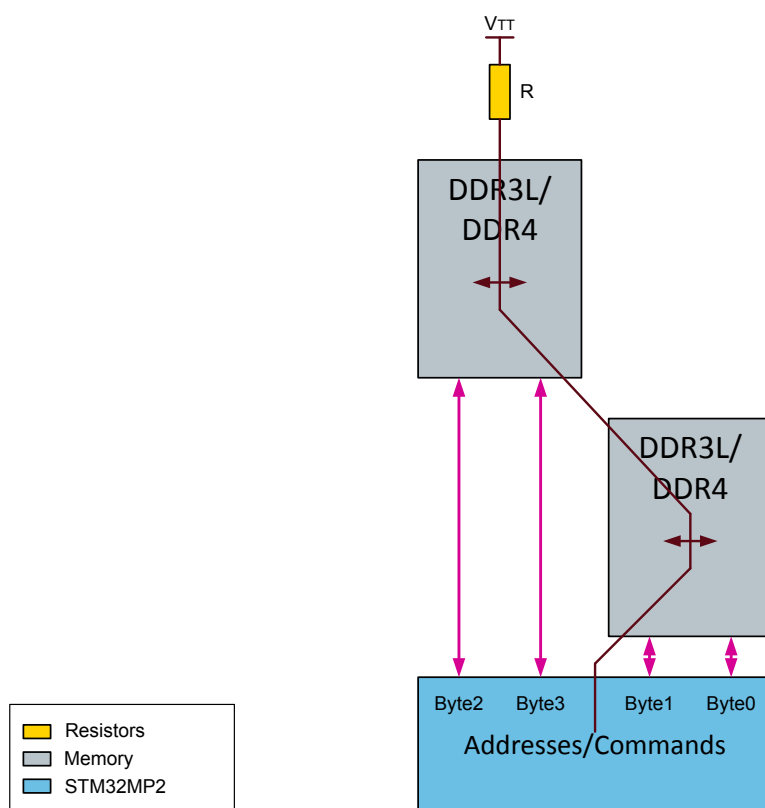 VTT
R
DDR3L/
DDR4
DDR3L/
DDR4
Byte2 Byte3 Byte1 Byte0
Addresses/Commands
Resistors
Memory
STM32MP2